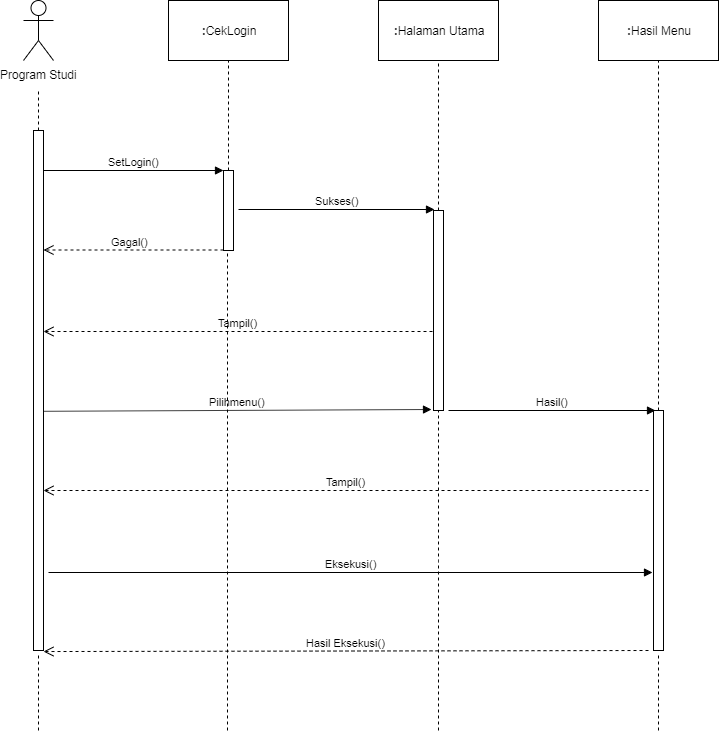 :CekLogin
:Halaman Utama
:Hasil Menu
Program Studi
SetLogin()
Sukses()
Gagal()
Tampil()
Pilihmenu()
Hasil()
Tampil()
Eksekusi()
Hasil Eksekusi()